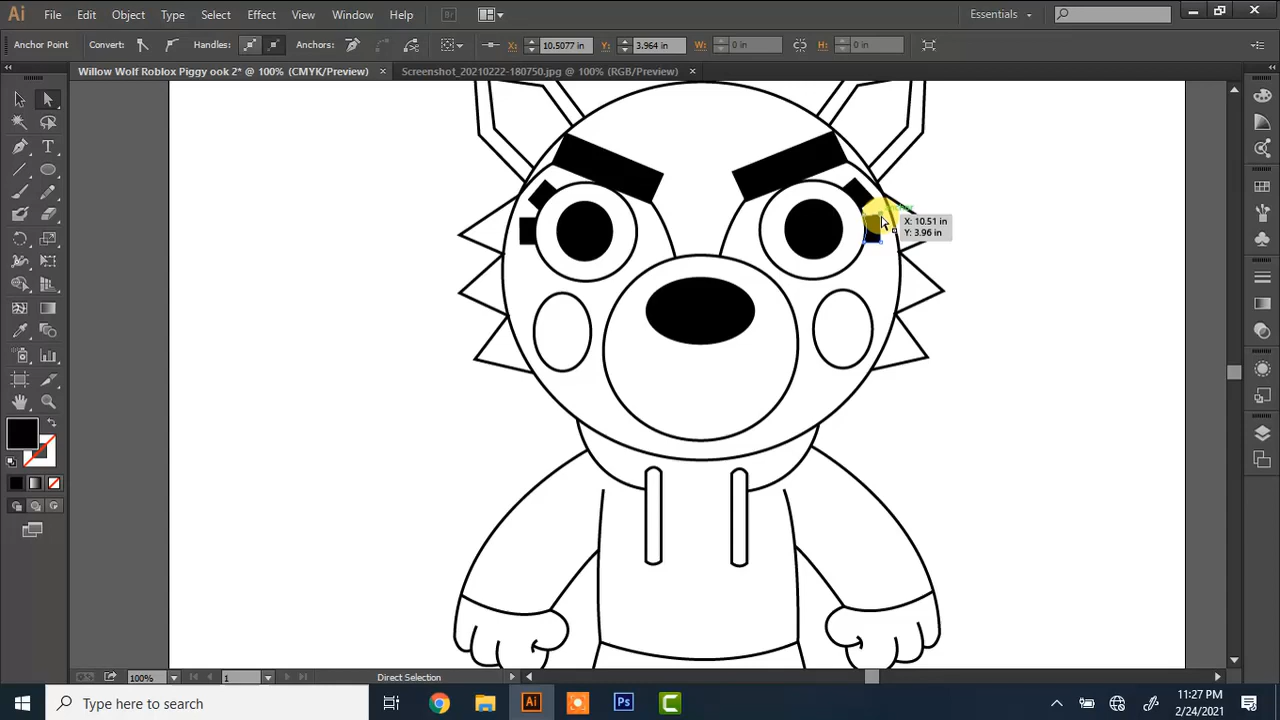 Ai File Edit Object Type Select Effect View Window Help Br Essentials
Anchor Point Convert: Handles: Anchors: X: 10.5077 in Y: 3.964 in W: 0 in H: 0 in
Willow Wolf Roblox Piggy ook 2* @ 100% (CMYK/Preview) × Screenshot_20210222-180750.jpg @ 100% (RGB/Preview) ×
X: 10.51 in
Y: 3.96 in
100% 1 Direct Selection
Type here to search Ai Ps 11:27 PM
2/24/2021